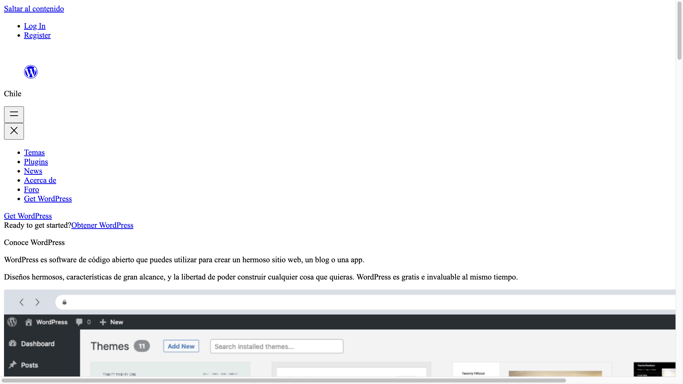 Saltar al contenido
Log In
Register
Chile
Temas
Plugins
News
Acerca de
Foro
Get WordPress
Get WordPress
Ready to get started?Obtener WordPress
Conoce WordPress
WordPress es software de código abierto que puedes utilizar para crear un hermoso sitio web, un blog o una app.
Diseños hermosos, características de gran alcance, y la libertad de poder construir cualquier cosa que quieras. WordPress es gratis e invaluable al mismo tiempo.
WordPress 0 New
Dashboard
Themes 11 Add New Search installed themes...
Posts